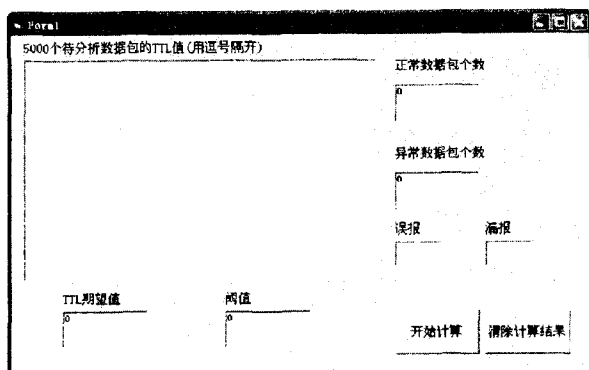 Form1
5000个待分析数据包的TTL值(用逗号隔开)
正常数据包个数
0
异常数据包个数
0
误报 漏报
TTL期望值 阈值
0 0
开始计算 清除计算结果